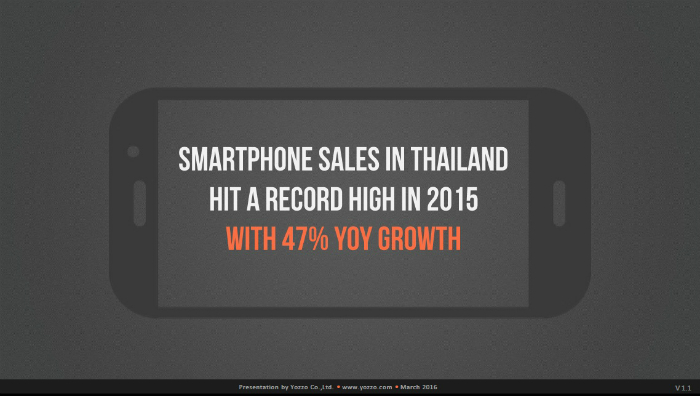 SMARTPHONE SALES IN THAILAND
HIT A RECORD HIGH IN 2015
WITH 47% YOY GROWTH
Presentation by Yozzo Co.,Ltd. • www.yozzo.com • March 2016
V1.1